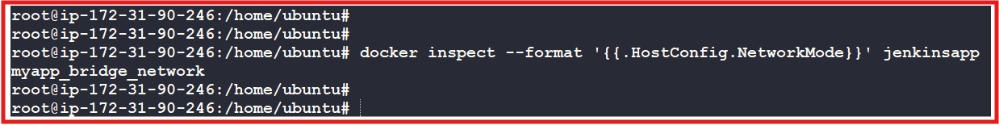 root@ip-172-31-90-246:/home/ubuntu#
root@ip-172-31-90-246:/home/ubuntu#
root@ip-172-31-90-246:/home/ubuntu# docker inspect --format '{{.HostConfig.NetworkMode}}' jenkinsapp
myapp_bridge_network
root@ip-172-31-90-246:/home/ubuntu#
root@ip-172-31-90-246:/home/ubuntu#